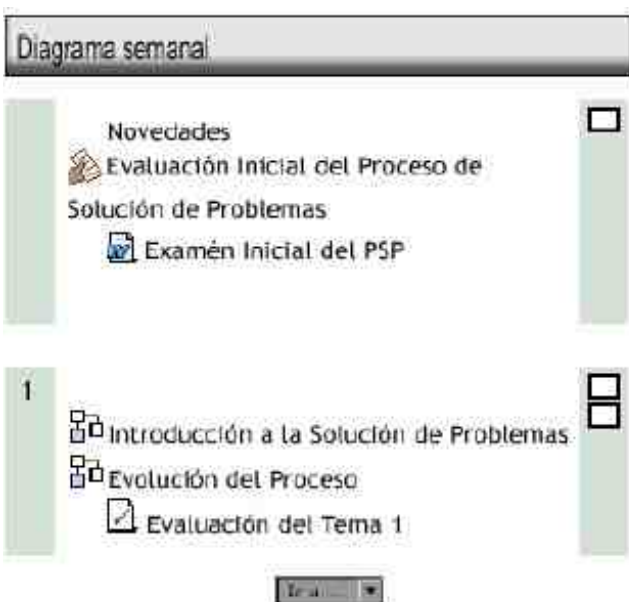 Diagrama semanal
Novedades
Evaluación Inicial del Proceso de
Solución de Problemas
Examén Inicial del PSP
1
Introducción a la Solución de Problemas
Evolución del Proceso
Evaluación del Tema 1
Ir a ...